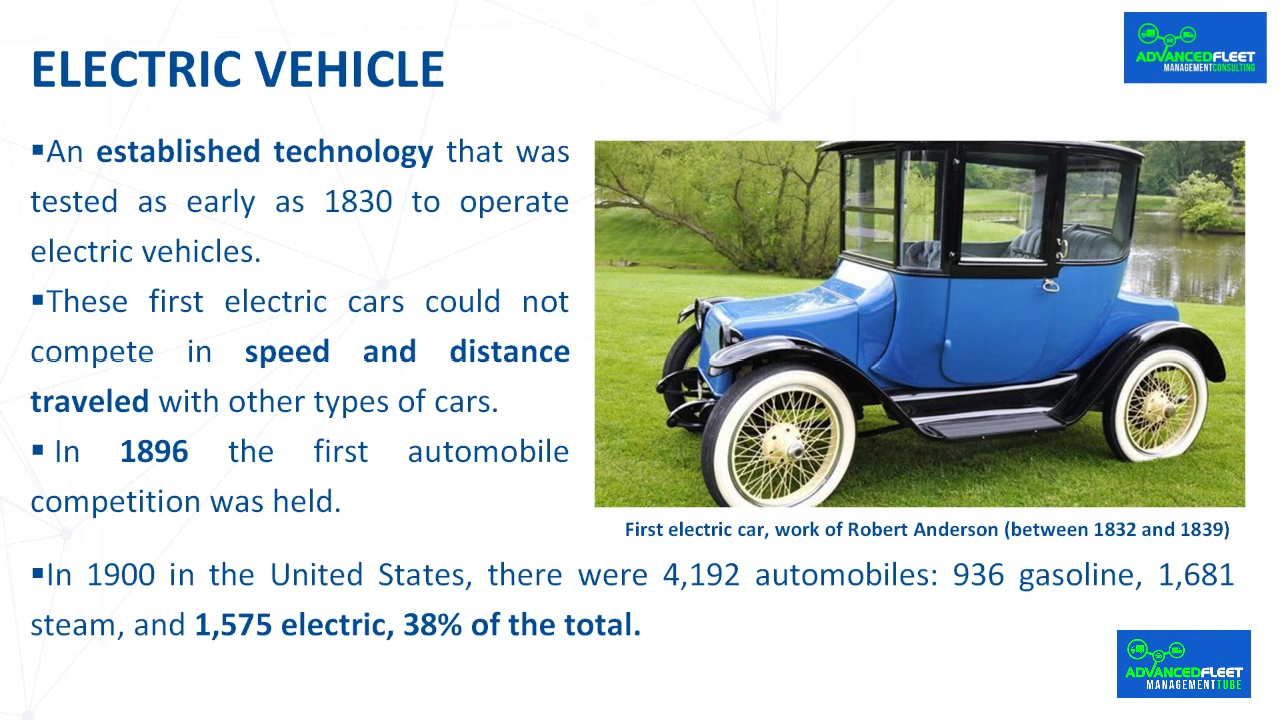 ELECTRIC VEHICLE
ADVANCEDFLEET
MANAGEMENTCONSULTING
▪An established technology that was
tested as early as 1830 to operate
electric vehicles.
▪These first electric cars could not
compete in speed and distance
traveled with other types of cars.
▪ In 1896 the first automobile
competition was held.
First electric car, work of Robert Anderson (between 1832 and 1839)
▪In 1900 in the United States, there were 4,192 automobiles: 936 gasoline, 1,681
steam, and 1,575 electric, 38% of the total.
ADVANCEDFLEET
MANAGEMENTTUBE